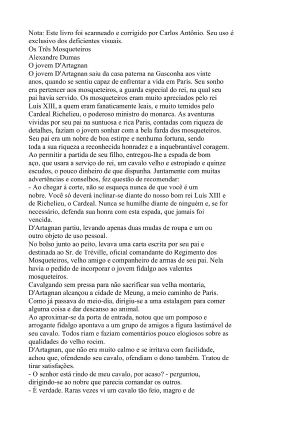 Nota: Este livro foi scanneado e corrigido por Carlos Antônio. Seu uso é
exclusivo dos deficientes visuais.
Os Três Mosqueteiros
Alexandre Dumas
O jovem D'Artagnan
O jovem D'Artagnan saiu da casa paterna na Gasconha aos vinte
anos, quando se sentiu capaz de enfrentar a vida em Paris. Seu sonho
era pertencer aos mosqueteiros, a guarda especial do rei, na qual seu
pai havia servido. Os mosqueteiros eram muito apreciados pelo rei
Luís XIII, a quem eram fanaticamente leais, e muito temidos pelo
Cardeal Richelieu, o poderoso ministro do monarca. As aventuras
vividas por seu pai na suntuosa e rica Paris, contadas com riqueza de
detalhes, faziam o jovem sonhar com a bela farda dos mosqueteiros.
Seu pai era um nobre de boa estirpe e nenhuma fortuna, sendo
toda a sua riqueza a reconhecida honradez e a inquebrantável coragem.
Ao permitir a partida de seu filho, entregou-lhe a espada de bom
aço, que usara a serviço do rei, um cavalo velho e estropiado e quinze
escudos, o pouco dinheiro de que dispunha. Juntamente com muitas
advertências e conselhos, fez questão de recomendar:
- Ao chegar à corte, não se esqueça nunca de que você é um
nobre. Você só deverá inclinar-se diante do nosso bom rei Luís XIII e
de Richelieu, o Cardeal. Nunca se humilhe diante de ninguém e, se for
necessário, defenda sua honra com esta espada, que jamais foi
vencida.
D'Artagnan partiu, levando apenas duas mudas de roupa e um ou
outro objeto de uso pessoal.
No bolso junto ao peito, levava uma carta escrita por seu pai e
destinada ao Sr. de Tréville, oficial comandante do Regimento dos
Mosqueteiros, velho amigo e companheiro de armas de seu pai. Nela
havia o pedido de incorporar o jovem fidalgo aos valentes
mosqueteiros.
Cavalgando sem pressa para não sacrificar sua velha montaria,
D'Artagnan alcançou a cidade de Meung, a meio caminho de Paris.
Como já passava do meio-dia, dirigiu-se a uma estalagem para comer
alguma coisa e dar descanso ao animal.
Ao aproximar-se da porta de entrada, notou que um pomposo e
arrogante fidalgo apontava a um grupo de amigos a figura lastimável de
seu cavalo. Todos riam e faziam comentários pouco elogiosos sobre as
qualidades do velho rocim.
D'Artagnan, que não era muito calmo e se irritava com facilidade,
achou que, ofendendo seu cavalo, ofendiam o dono também. Tratou de
tirar satisfações.
- O senhor está rindo de meu cavalo, por acaso? - perguntou,
dirigindo-se ao nobre que parecia comandar os outros.
- É verdade. Raras vezes vi um cavalo tão feio, magro e de